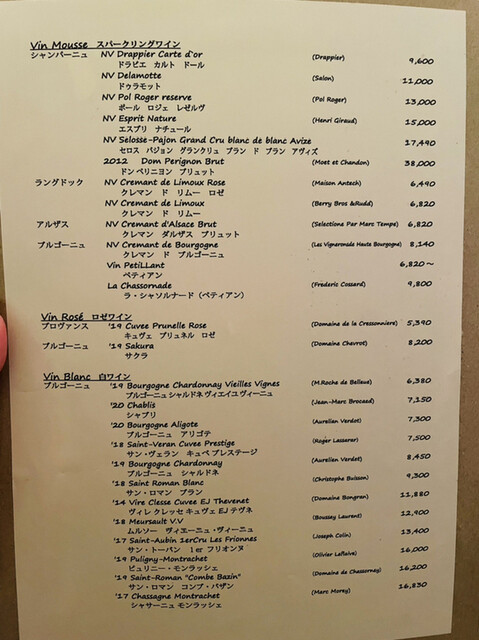 Vin Mousse スパークリングワイン
シャンパーニュ NV Drappier Carte d'or (Drappier) 9,600
ドラピエ カルト ドール
NV Delamotte (Salon) 11,000
ドゥラモット
NV Pol Roger reserve (Pol Roger) 13,000
ポール ロジェ レゼルヴ
NV Esprit Nature (Henri Giraud) 15,000
エスプリ ナチュール
NV Selosse-Pajon Grand Cru blanc de blanc Avize 17,490
セロス パジョン グランクリュ ブラン ド ブラン アヴィズ
2012 Dom Perignon Brut (Moet et Chandon) 38,000
ドン ペリニヨン ブリュット
ラングドック NV Cremant de Limoux Rose (Maison Antech) 6,490
クレマン ド リムー ロゼ
NV Cremant de Limoux (Berry Bros &Rudd) 6,820
クレマン ド リムー
アルザス NV Cremant d'Alsace Brut (Selectione Par Marc Tempe) 6,820
クレマン ダルザス ブリュット
ブルゴーニュ NV Cremant de Bourgogne (Les Vignerons de Haute Bourgogne) 8,140
クレマン ド ブルゴーニュ
Vin PetiLLant 6,820～
ペティアン
La Chassornade (Frederic Cossard) 9,800
ラ・シャソルナード (ペティアン)
Vin Rosé ロゼワイン
プロヴァンス '19 Cuvee Prunelle Rose (Domaine de la Cressonniere) 5,390
キュヴェ プリュネル ロゼ
ブルゴーニュ '19 Sakura (Domaine Chevrot) 8,200
サクラ
Vin Blanc 白ワイン
ブルゴーニュ '19 Bourgogne Chardonnay Vieilles Vignes (M.Roche de Bellene) 6,380
ブルゴーニュ シャルドネ ヴィエイユ ヴィーニュ
'20 Chablis (Jean-Marc Brocaed) 7,150
シャブリ
'20 Bourgogne Aligote (Aurelien Verdet) 7,300
ブルゴーニュ アリゴテ
'18 Saint-Veran Cuvee Prestige (Roger Lasserer) 7,500
サン・ヴェラン キュベ プレステージ
'19 Bourgogne Chardonnay (Aurelien Verdet) 8,450
ブルゴーニュ シャルドネ
'18 Saint Roman Blanc (Christophe Buisson) 9,300
サン・ロマン ブラン
'14 Vire Clesse Cuvee EJ Thevenet (Domaine Bongran) 11,880
ヴィレ クレッセ キュヴェ EJ テヴネ
'18 Meursault V.V (Boussey Laurent) 12,900
ムルソー ヴィエーニュ・ヴィーニュ
'17 Saint-Aubin 1erCru Les Frionnes (Joseph Colin) 13,400
サン・トーバン 1er フリオンヌ
'19 Puligny-Montrachet (Olivier Leflaive) 16,000
ピュリニー・モンラッシェ
'19 Saint-Roman "Combe Bazin" (Domaine de Chassorney) 16,200
サン・ロマン コンブ・バザン
'17 Chassagne Montrachet (Marc Morey) 16,830
シャサーニュ モンラッシェ